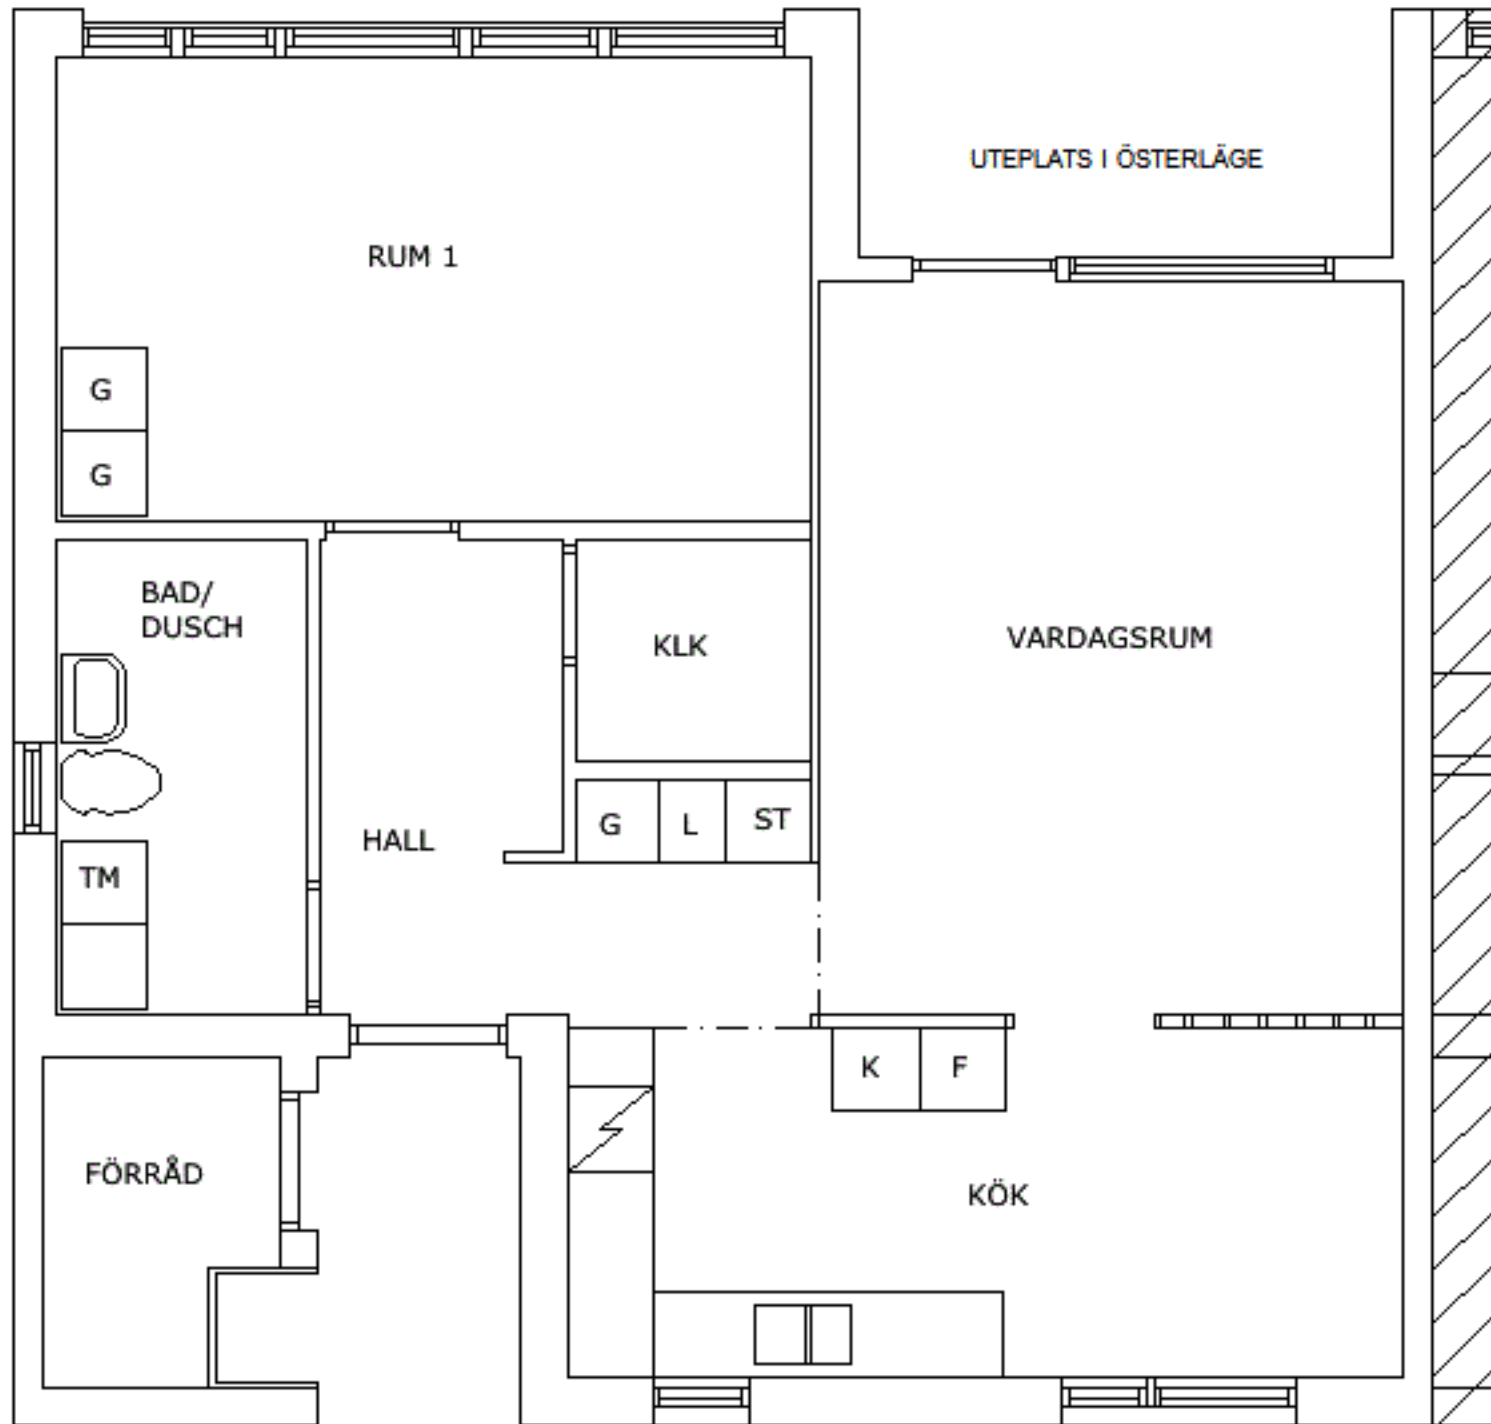 UTEPLATS I ÖSTERLÄGE
RUM 1
G
G
BAD/
DUSCH
KLK
VARDAGSRUM
HALL
G L ST
TM
K F
FÖRRÅD
KÖK